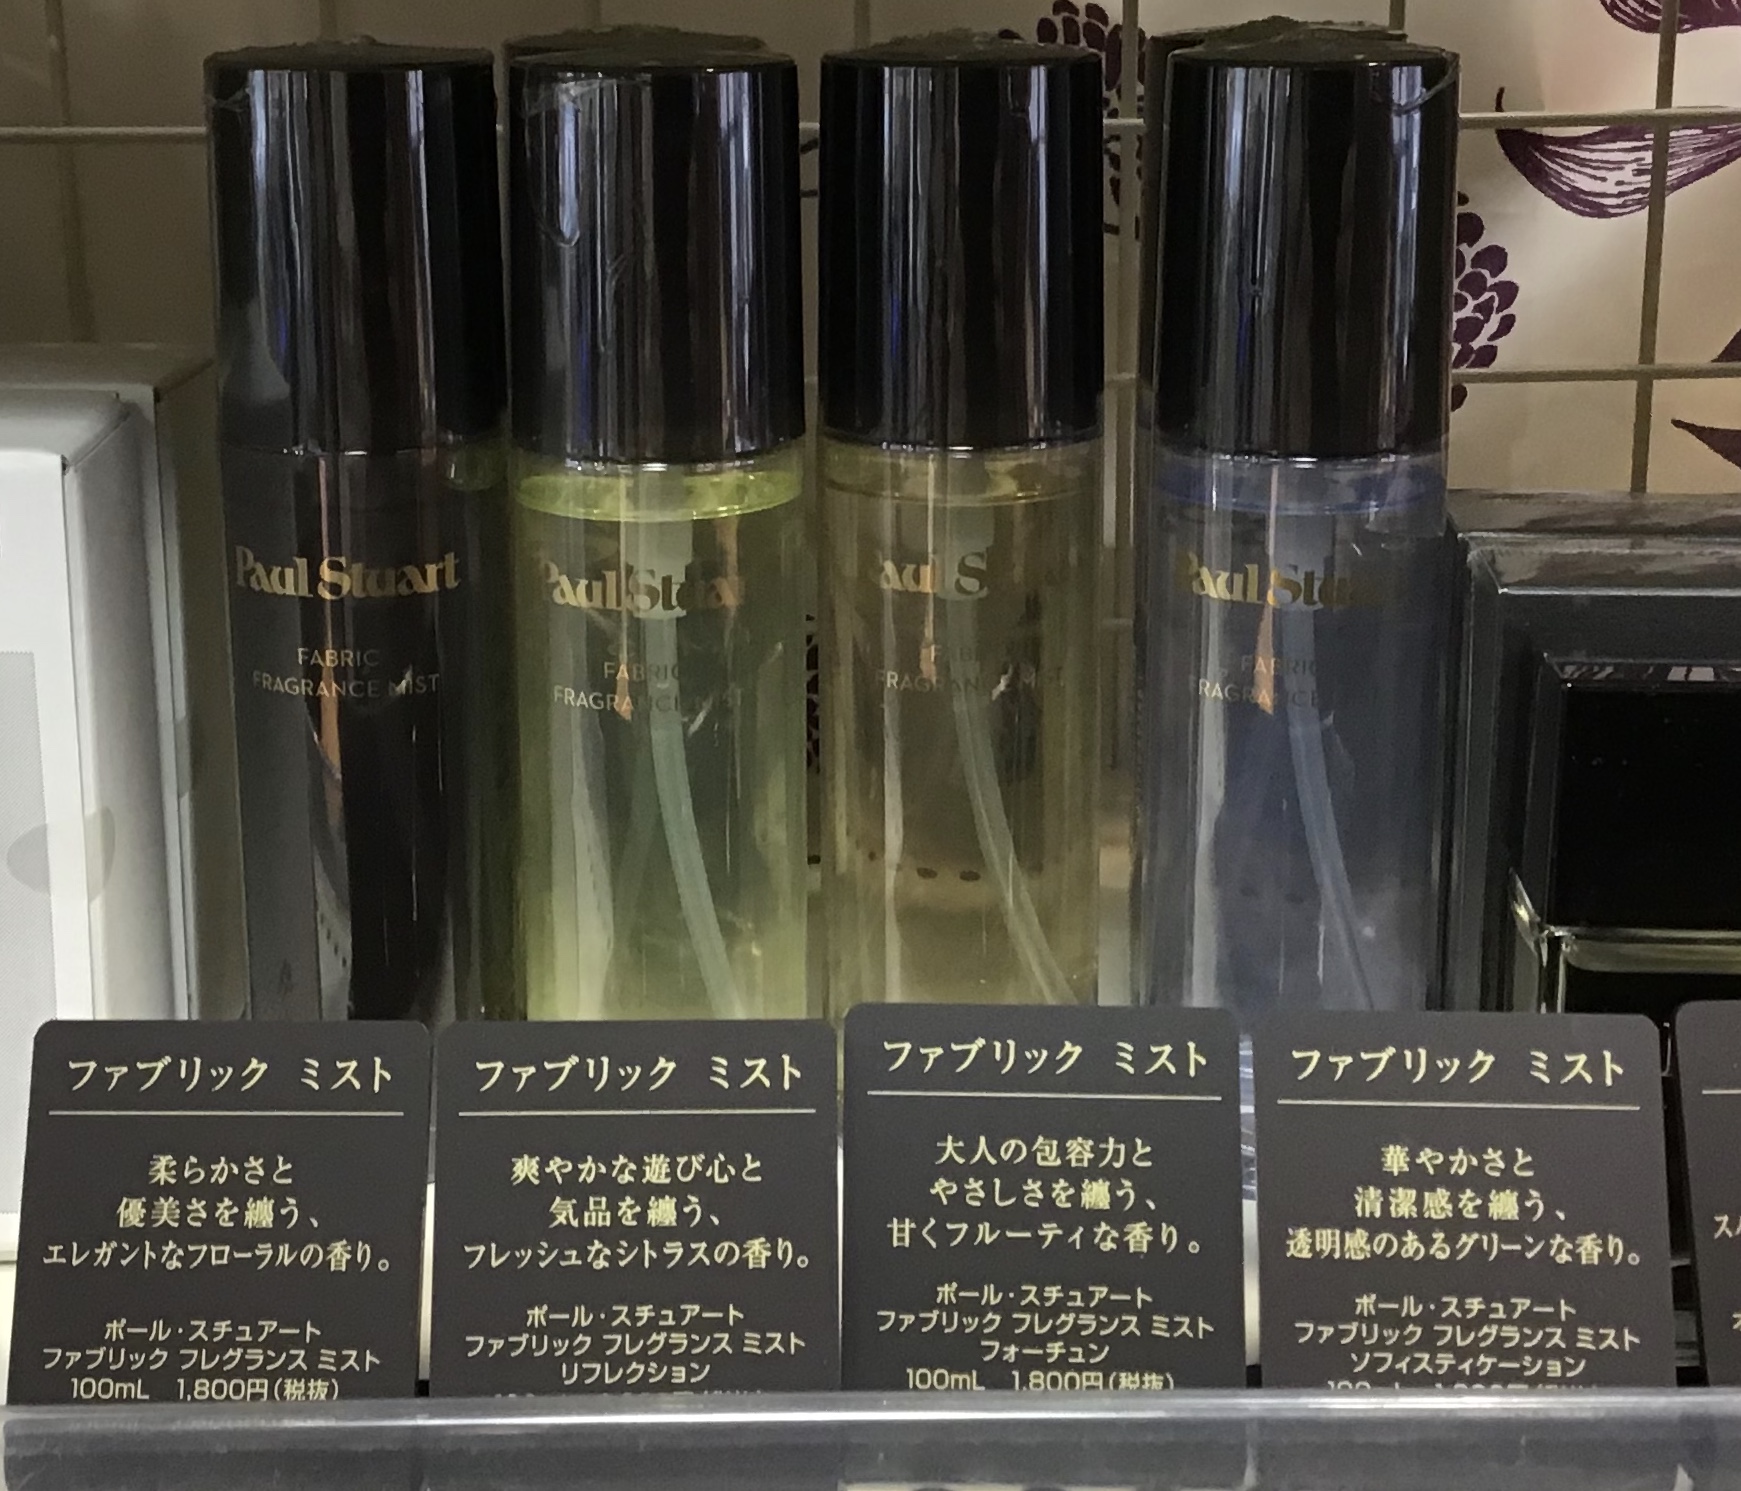 Paul Stuart
FABRIC
FRAGRANCE MIST
Paul Stuart
FABRIC
FRAGRANCE MIST
Paul Stuart
FABRIC
FRAGRANCE MIST
Paul Stuart
FABRIC
FRAGRANCE
ファブリック ミスト
柔らかさと
優美さを纏う、
エレガントなフローラルの香り。
ポール・スチュアート
ファブリック フレグランス ミスト
100mL 1,800円(税抜)
ファブリック ミスト
爽やかな遊び心と
気品を纏う、
フレッシュなシトラスの香り。
ポール・スチュアート
ファブリック フレグランス ミスト
リフレクション
ファブリック ミスト
大人の包容力と
やさしさを纏う、
甘くフルーティな香り。
ポール・スチュアート
ファブリック フレグランス ミスト
フォーチュン
100mL 1,800円(税抜)
ファブリック ミスト
華やかさと
清潔感を纏う、
透明感のあるグリーンな香り。
ポール・スチュアート
ファブリック フレグランス ミスト
ソフィスティケーション